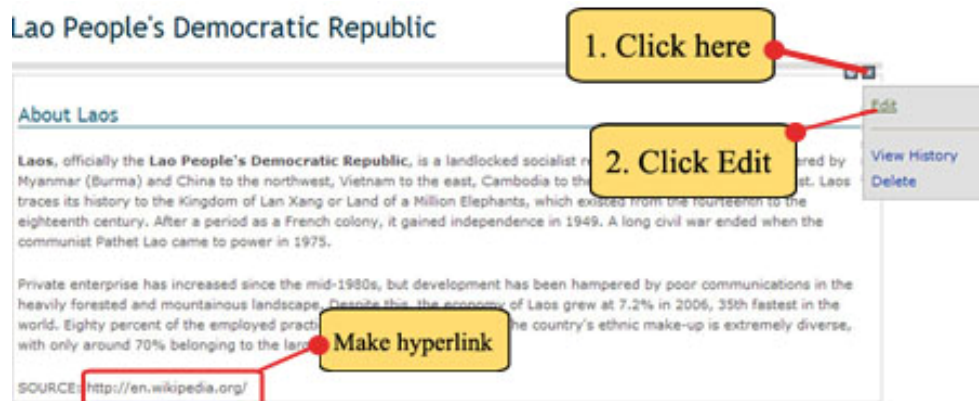 Lao People's Democratic Republic
1. Click here
About Laos
Edit
2. Click Edit
View History
Delete
Laos, officially the Lao People's Democratic Republic, is a landlocked socialist ered by
Myanmar (Burma) and China to the northwest, Vietnam to the east, Cambodia to the st. Laos
traces its history to the Kingdom of Lan Xang or Land of a Million Elephants, which existed from the fourteenth to the
eighteenth century. After a period as a French colony, it gained independence in 1949. A long civil war ended when the
communist Pathet Lao came to power in 1975.
Private enterprise has increased since the mid-1980s, but development has been hampered by poor communications in the
heavily forested and mountainous landscape. Despite this, the economy of Laos grew at 7.2% in 2006, 35th fastest in the
world. Eighty percent of the employed practi he country's ethnic make-up is extremely diverse,
with only around 70% belonging to the lar
Make hyperlink
SOURCE: http://en.wikipedia.org/